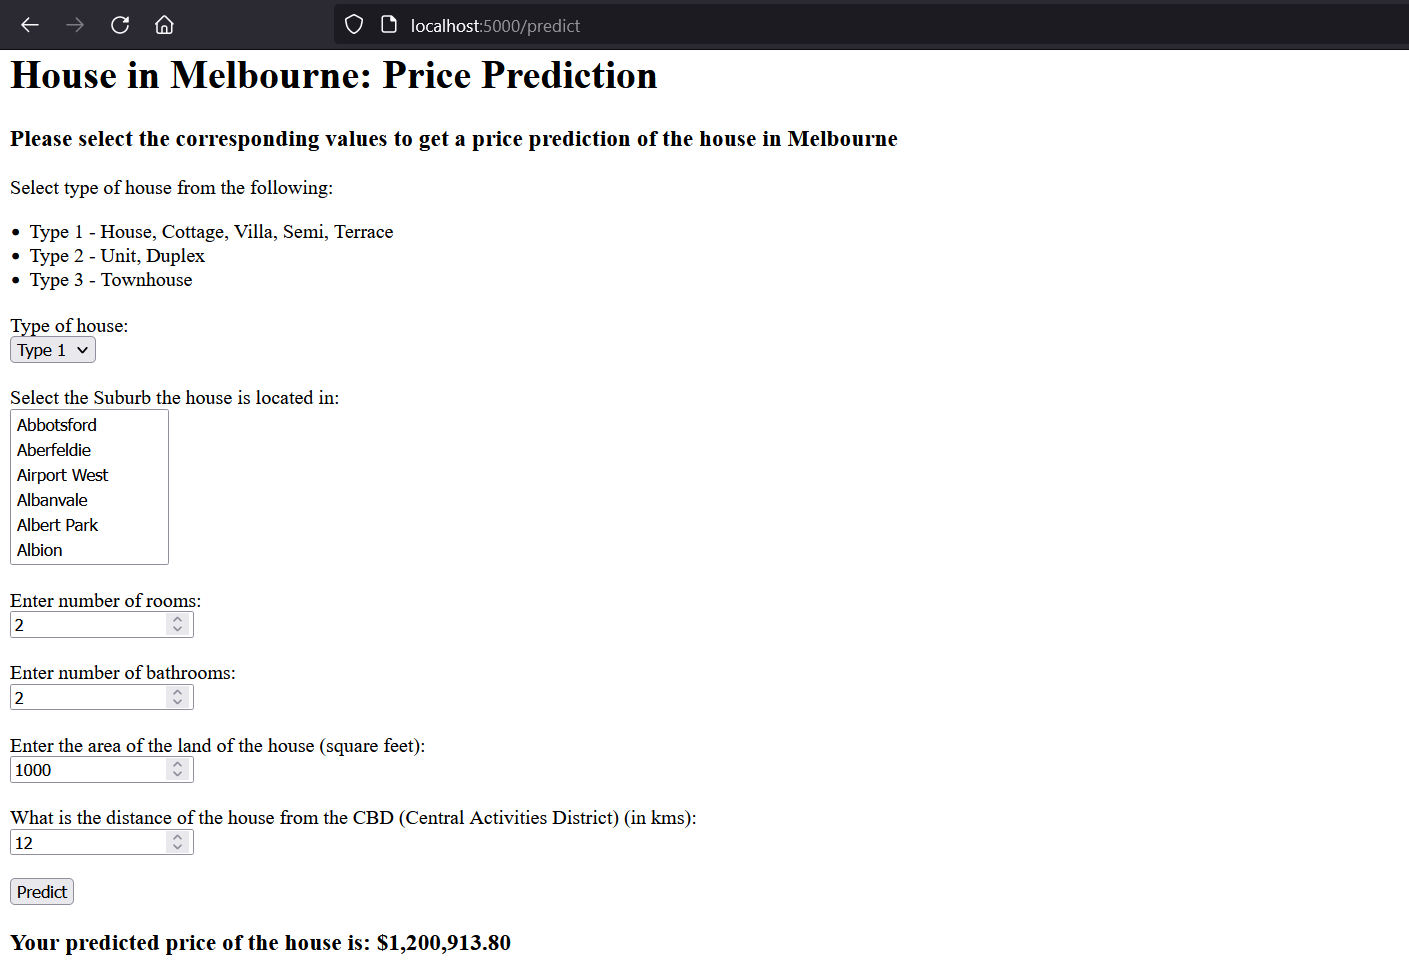 localhost:5000/predict
House in Melbourne: Price Prediction
Please select the corresponding values to get a price prediction of the house in Melbourne
Select type of house from the following:
• Type 1 - House, Cottage, Villa, Semi, Terrace
• Type 2 - Unit, Duplex
• Type 3 - Townhouse
Type of house:
Type 1
Select the Suburb the house is located in:
Abbotsford
Aberfeldie
Airport West
Albanvale
Albert Park
Albion
Enter number of rooms:
2
Enter number of bathrooms:
2
Enter the area of the land of the house (square feet):
1000
What is the distance of the house from the CBD (Central Activities District) (in kms):
12
Predict
Your predicted price of the house is: $1,200,913.80